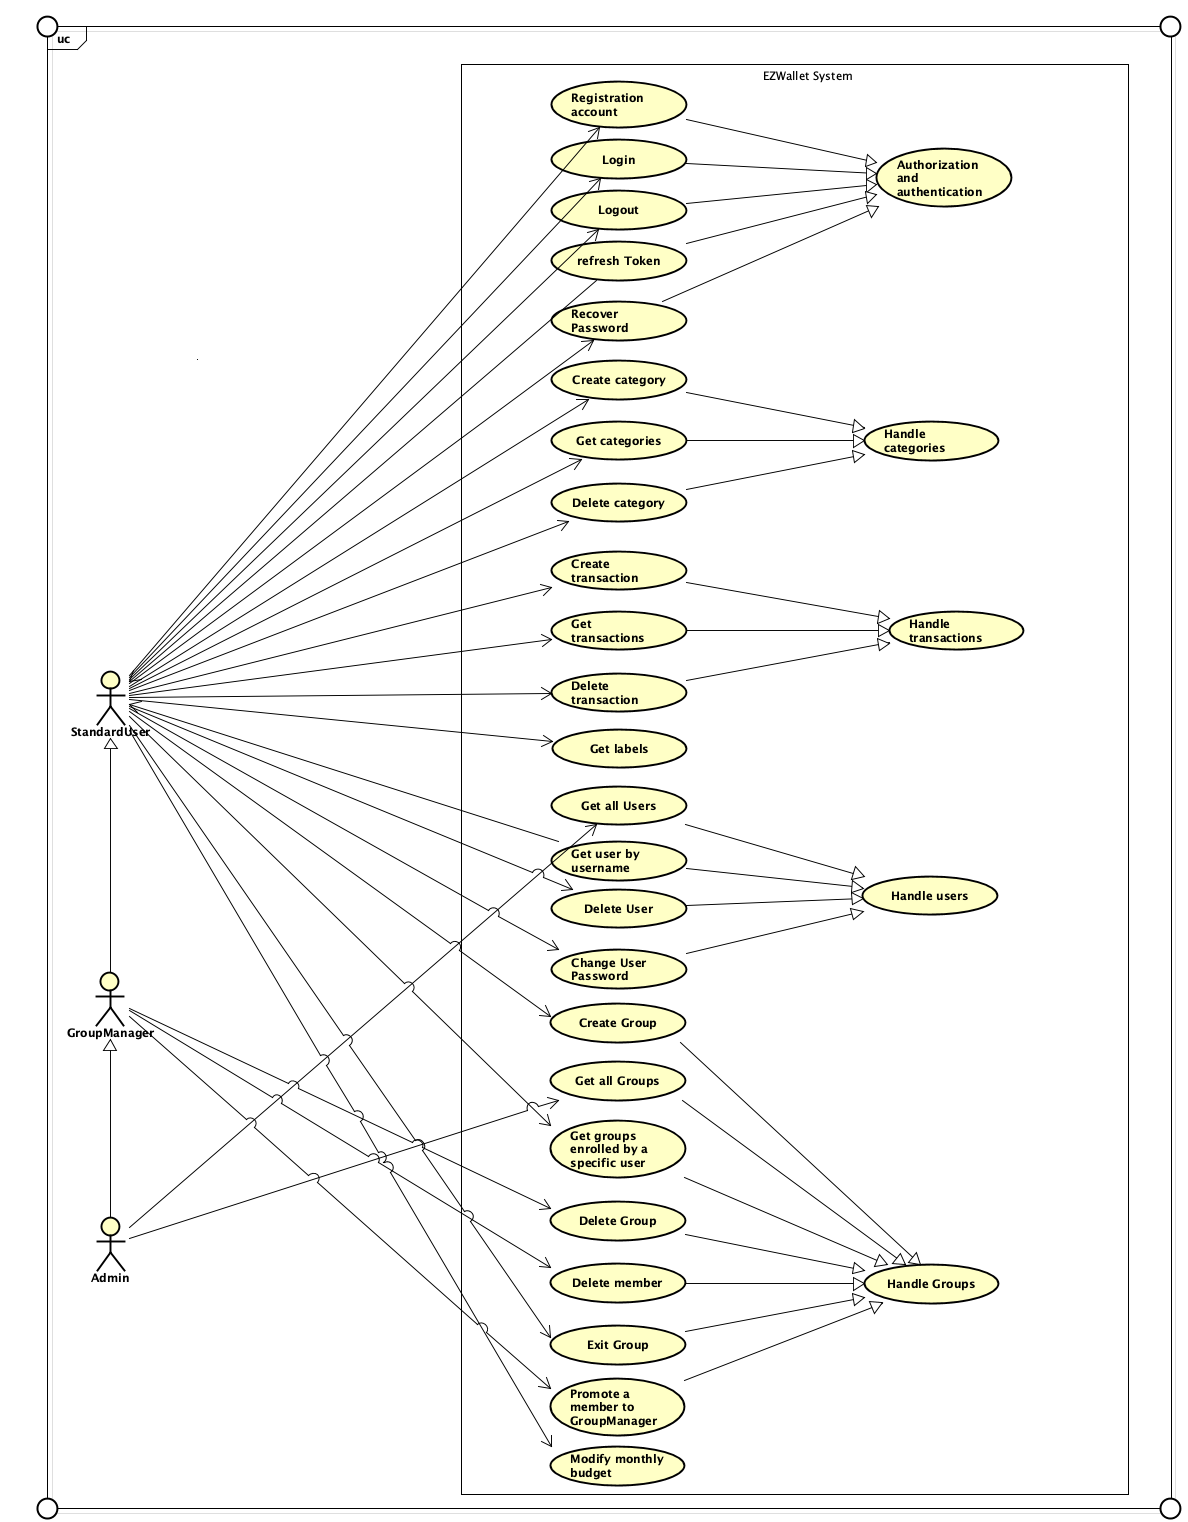 uc
EZWallet System
Registration
account
Login
Logout
refresh Token
Recover
Password
Create category
Get categories
Delete category
Create
transaction
Get
transactions
Delete
transaction
Get labels
Get all Users
Get user by
username
Delete User
Change User
Password
Create Group
Get all Groups
Get groups
enrolled by a
specific user
Delete Group
Delete member
Exit Group
Promote a
member to
GroupManager
Modify monthly
budget
Authorization
and
authentication
Handle
categories
Handle
transactions
Handle users
Handle Groups
StandardUser
GroupManager
Admin